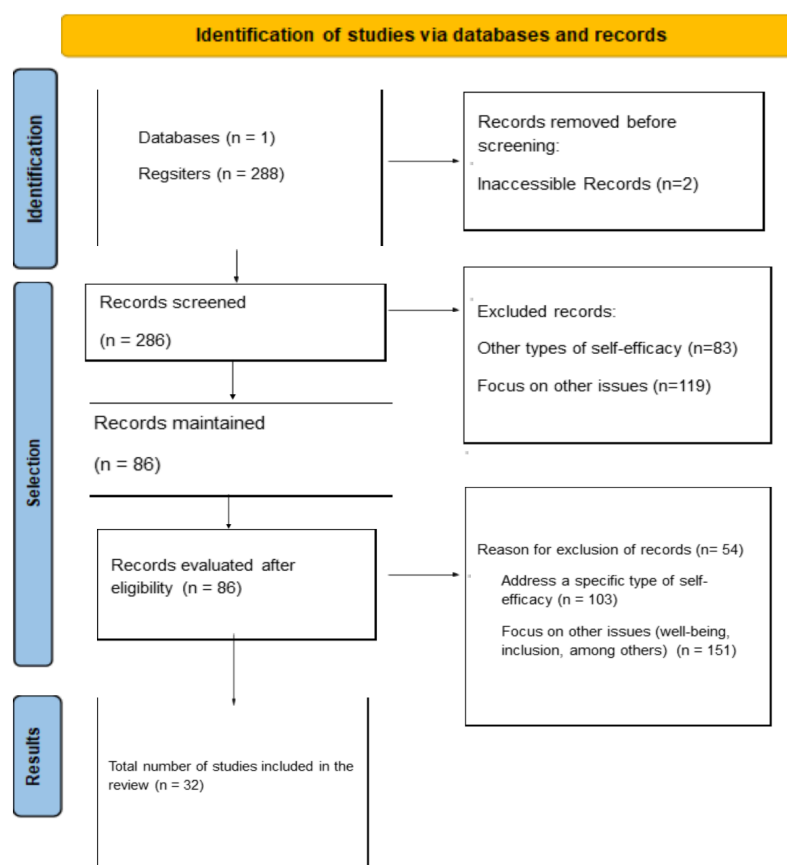 Identification of studies via databases and records
Identification
Databases (n = 1)
Regsiters (n = 288)
Records removed before
screening:
Inaccessible Records (n=2)
Selection
Records screened
(n = 286)
Excluded records:
Other types of self-efficacy (n=83)
Focus on other issues (n=119)
Records maintained
(n = 86)
Records evaluated after
eligibility (n = 86)
Reason for exclusion of records (n= 54)
Address a specific type of self-
efficacy (n = 103)
Focus on other issues (well-being,
inclusion, among others) (n = 151)
Results
Total number of studies included in the
review (n = 32)